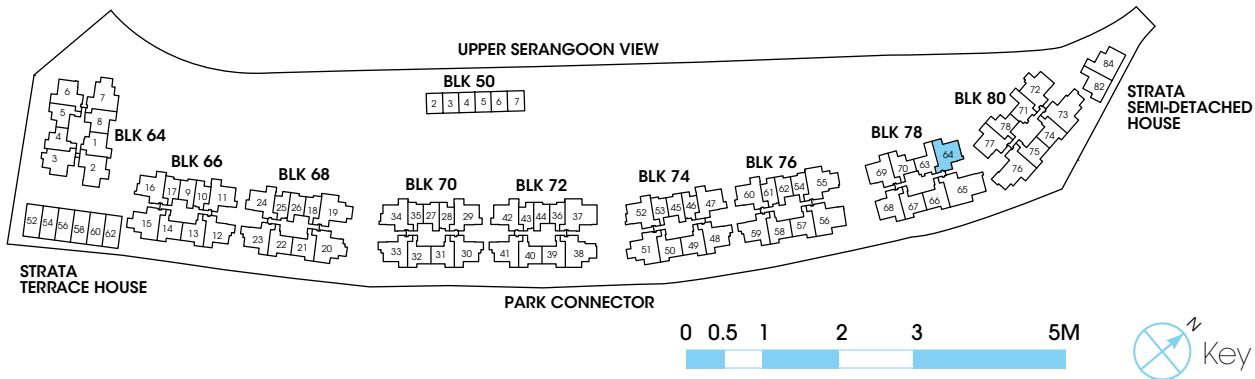 UPPER SERANGOON VIEW
BLK 50
2 3 4 5 6 7
BLK 64
6 7
5 8
4 1
3 2
BLK 66
16 17 9 10 11
15 14 13 12
BLK 68
24 25 26 18 19
23 22 21 20
BLK 70
34 35 27 28 29
33 32 31 30
BLK 72
42 43 44 36 37
41 40 39 38
BLK 74
52 53 45 46 47
51 50 49 48
BLK 76
60 61 62 54 55
59 58 57 56
BLK 78
69 70 63 64
68 67 66 65
BLK 80
72
71 73
78 74
77 75
76
84
82
STRATA
SEMI-DETACHED
HOUSE
52 54 56 58 60 62
STRATA
TERRACE HOUSE
PARK CONNECTOR
0 0.5 1 2 3 5M
N
Key